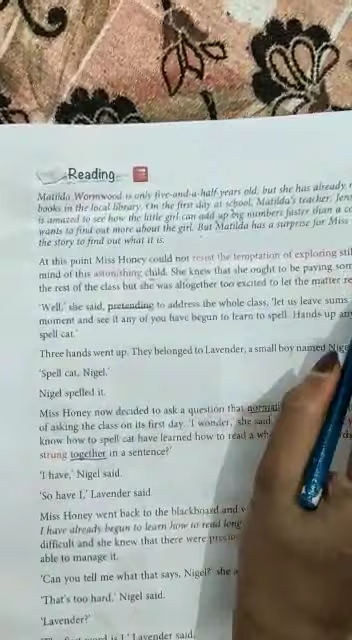 Reading
Matilda Wormwood is only five-and-a-half years old, but she has already
books in the local library. On the first day at school, Matilda's teacher,
is amazed to see how the little girl can add up big numbers faster than a
wants to find out more about the girl. But Matilda has a surprise for Miss
the story to find out what it is.
At this point Miss Honey could not resist the temptation of exploring
mind of this astonishing child. She knew that she ought to be paying
the rest of the class but she was altogether too excited to let the matter
'Well,' she said, pretending to address the whole class, 'let us leave sums
moment and see if any of you have begun to learn to spell. Hands up
spell cat.'
Three hands went up. They belonged to Lavender, a small boy named
'Spell cat, Nigel.'
Nigel spelled it.
Miss Honey now decided to ask a question that
of asking the class on its first day. 'I wonder,' she said,
know how to spell cat have learned how to read a
strung together in a sentence?'
'I have,' Nigel said.
'So have I,' Lavender said
Miss Honey went back to the blackboard and
I have already begun to learn how to read long
difficult and she knew that there were
able to manage it.
'Can you tell me what that says, Nigel?' she
'That's too hard,' Nigel said.
'Lavender?'
Lavender said.